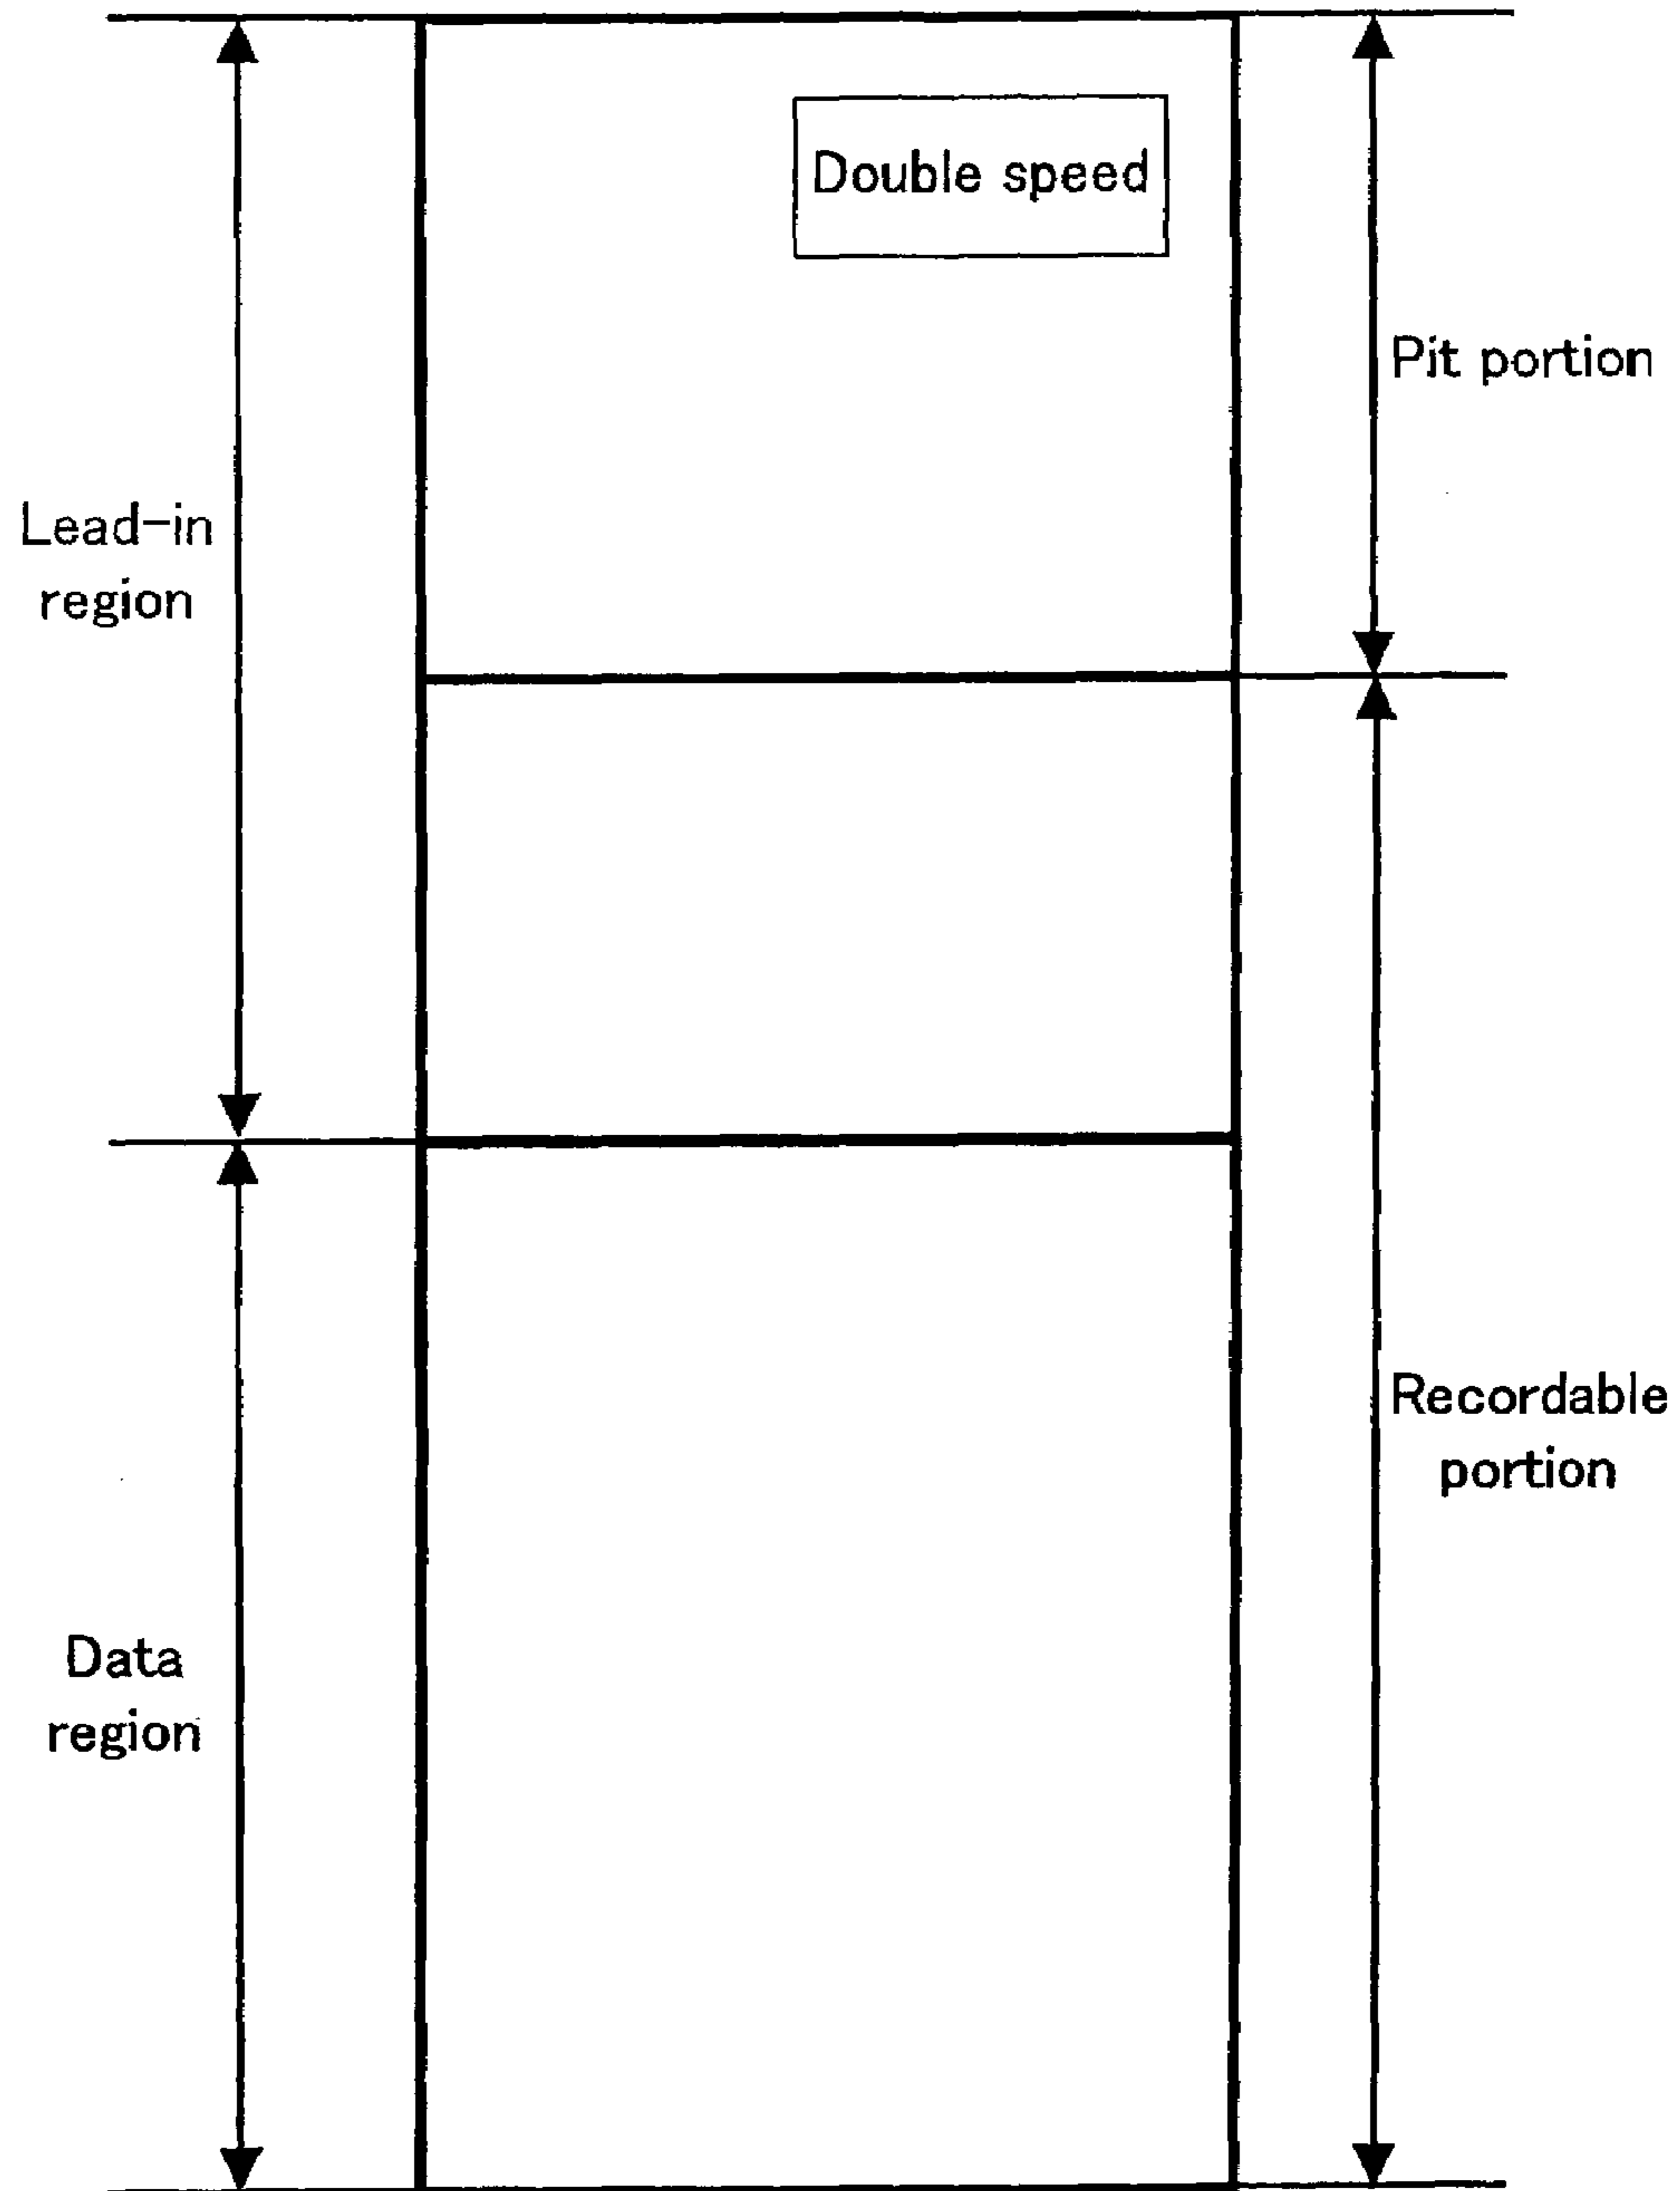 Double speed
Pit portion
Lead-in
region
Recordable
portion
Data
region